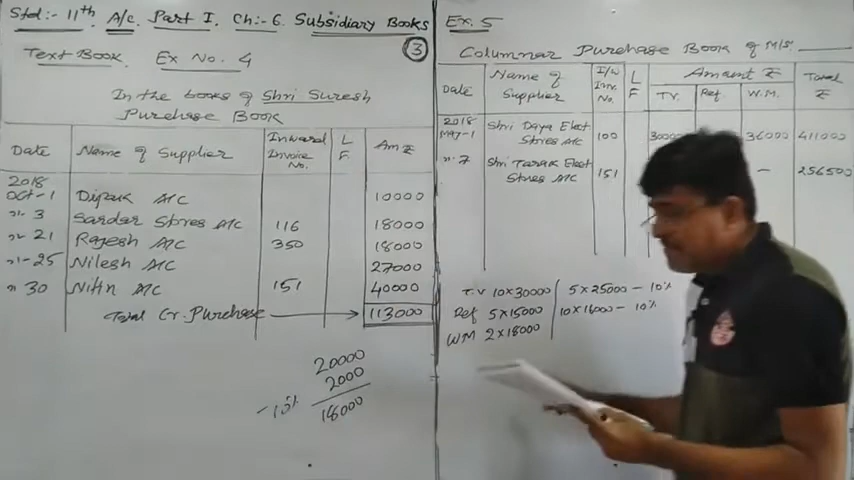 Std:- 11th A/c. Part I. Ch:- 6. Subsidiary Books
Text Book. Ex No. 4
3
In the books of Shri Suresh
Purchase Book
Date Name of Supplier Inward Invoice No. L F. Am ₹
2018
Oct-1 Dipak A/C 10000
"- 3 Sardar Stores A/C 116 18000
"- 21 Rajesh A/C 350 18000
"- 25 Nilesh A/C 27000
" 30 Nitin A/C 151 40000
Total Cr. Purchase 113000
20000
2000
- 10% 18000
Ex. 5
Columnar Purchase Book of M/S.
Date Name of Supplier I/W Inv. No. L F Amount ₹ Total ₹
T.V. Ref W.M.
2018
May-1 Shri Daya Elect Stores A/C 100 30000 36000 411000
"- 7 Shri Tarak Elect Stores A/C 151 - 256500
T.V 10x30000 5x25000 - 10%
Ref 5x15000 10x16000 - 10%
WM 2x18000